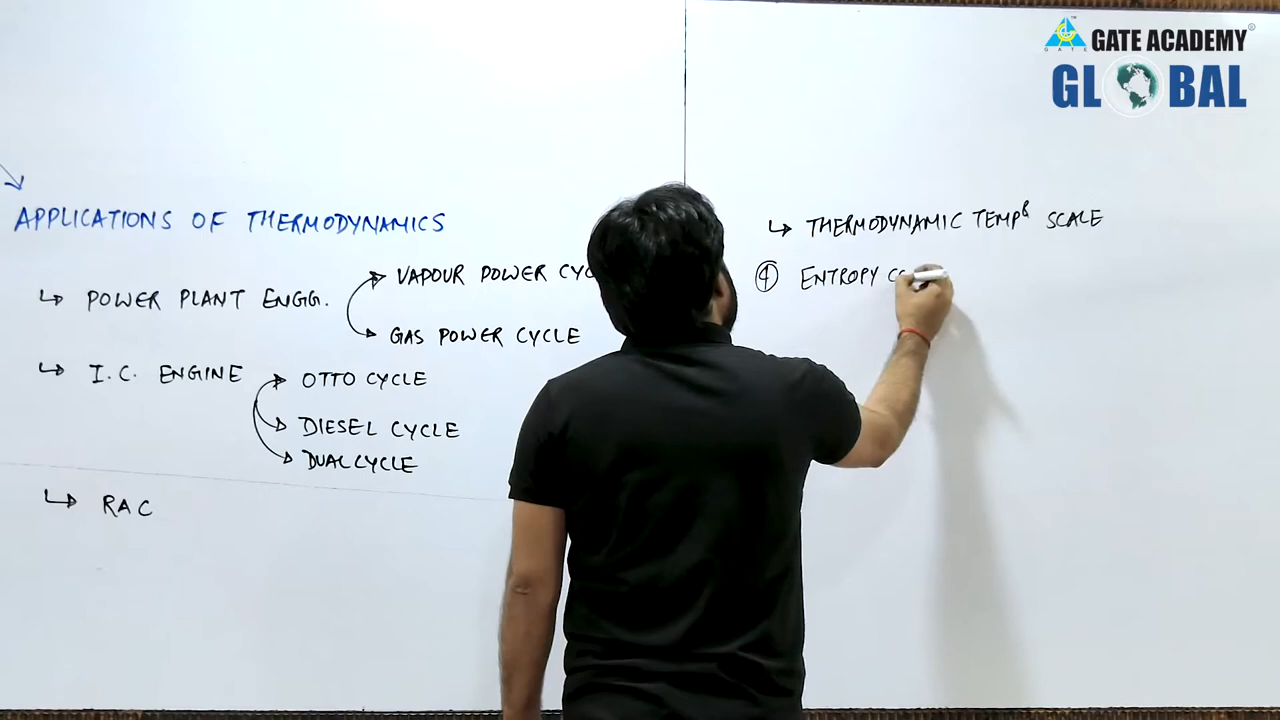 GATE ACADEMY
GLOBAL
APPLICATIONS OF THERMODYNAMICS
↳ POWER PLANT ENGG.
VAPOUR POWER
GAS POWER CYCLE
↳ I.C. ENGINE
OTTO CYCLE
DIESEL CYCLE
DUAL CYCLE
↳ RAC
↳ THERMODYNAMIC TEMPR SCALE
④ ENTROPY